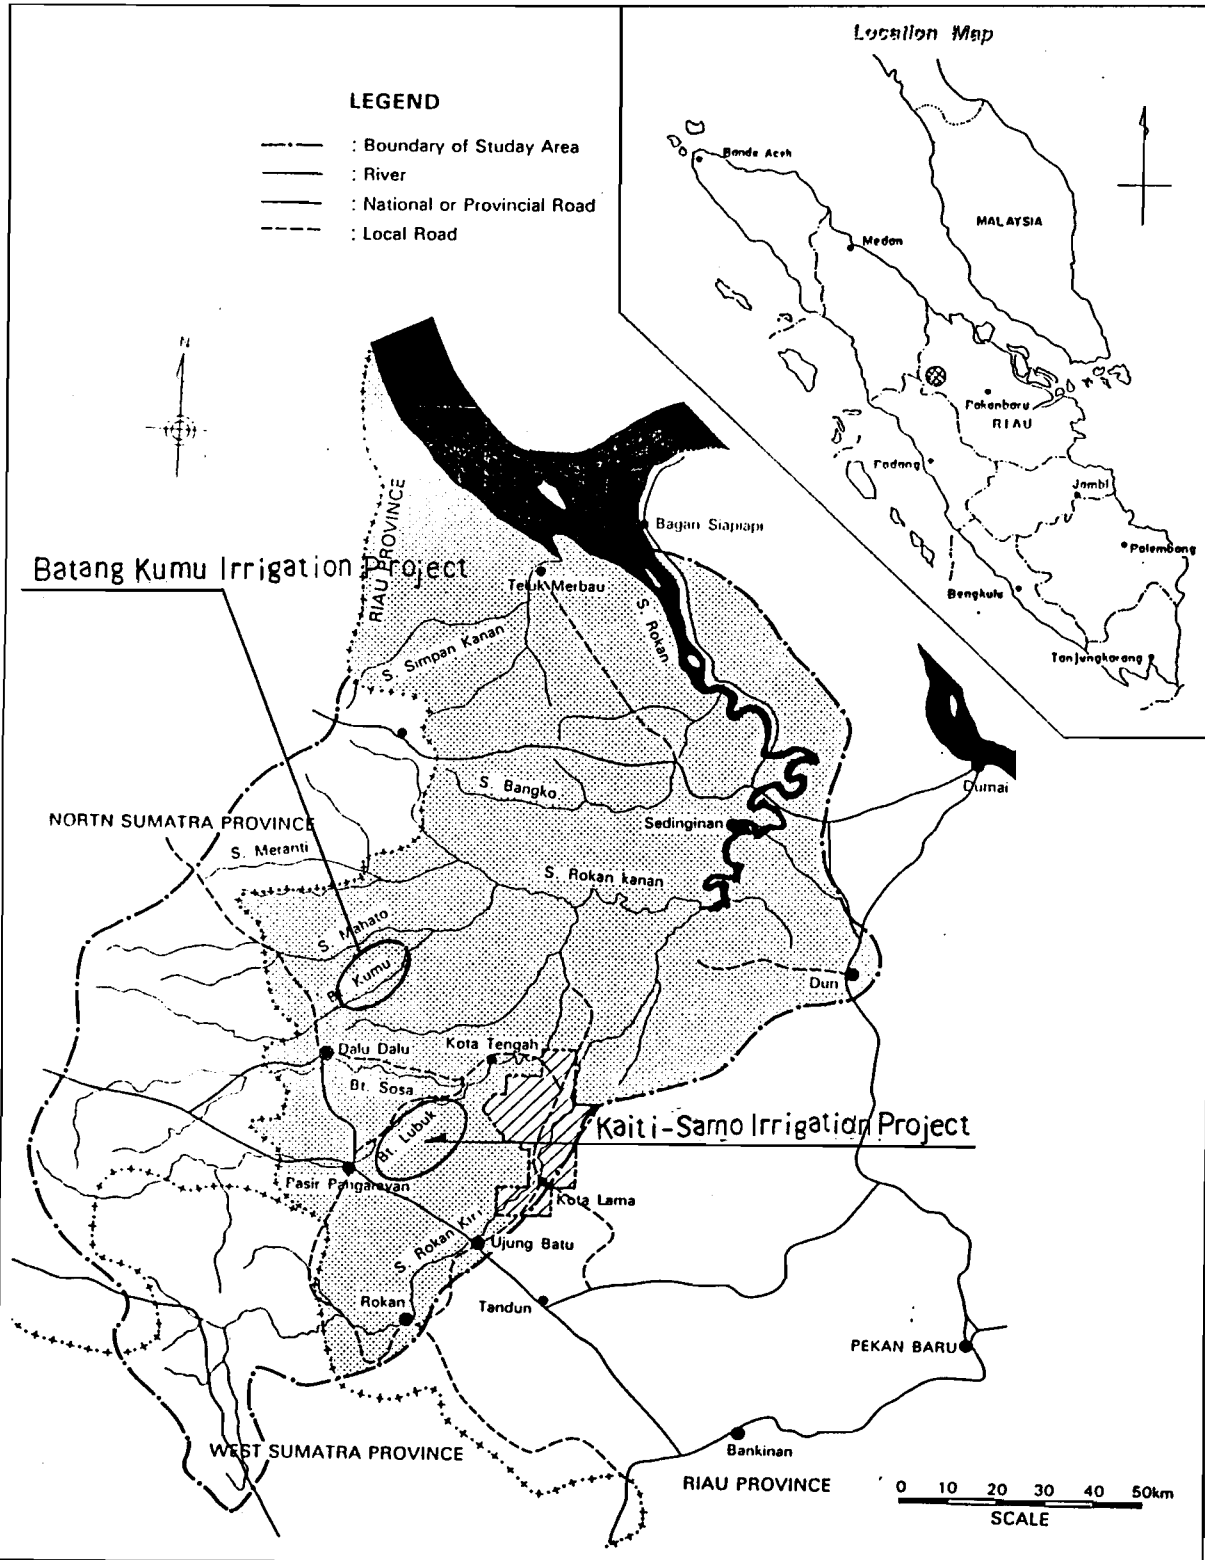 Location Map
LEGEND
: Boundary of Studay Area
: River
: National or Provincial Road
: Local Road
Banda Aceh
MALAYSIA
Medan
Pakanbaru
RIAU
Padang
Jambi
Palembang
Bengkulu
Tanjungkarang
N
RIAU PROVINCE
Bagan Siapiapi
Batang Kumu Irrigation Project
Teluk Merbau
S. Rokan
S. Simpan Kanan
S. Bangko
Dumai
NORTN SUMATRA PROVINCE
Sedinginan
S. Meranti
S. Rokan kanan
S. Mahato
Bt. Kumu
Dun
Dalu Dalu
Kota Tengah
Bt. Sosa
Bt. Lubuk
Kaiti-Samo Irrigation Project
Pasir Pangarayan
Kota Lama
S. Rokan Kiri
Ujung Batu
Rokan
Tandun
PEKAN BARU
WEST SUMATRA PROVINCE
Bankinan
RIAU PROVINCE
0 10 20 30 40 50km
SCALE